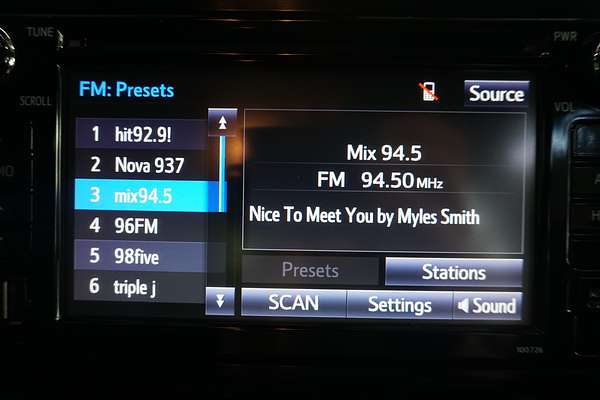 TUNE
PWR
SCROLL
VOL
FM: Presets
Source
1 hit92.9!
2 Nova 937
3 mix94.5
4 96FM
5 98five
6 triple j
Mix 94.5
FM 94.50 MHz
Nice To Meet You by Myles Smith
Presets
Stations
SCAN
Settings
Sound
100726